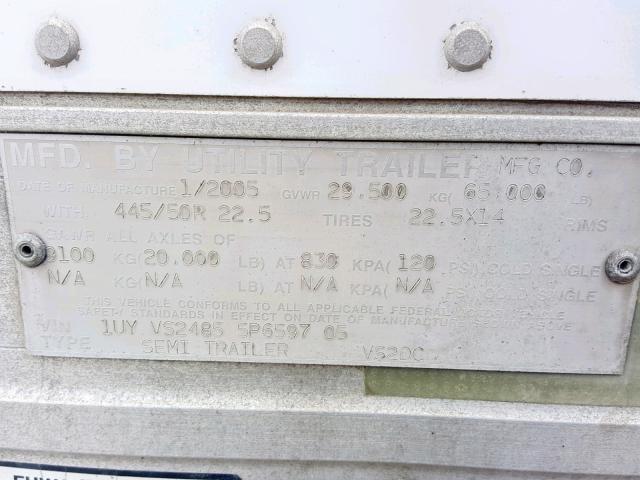 MFD. BY UTILITY TRAILER MFG CO.
DATE OF MANUFACTURE 1/2005 GVWR 29.500 KG( 65.000 LB)
WITH 445/50R 22.5 TIRES 22.5X14 RIMS
GAWR ALL AXLES OF
9100 KG( 20.000 LB) AT 830 KPA( 120 PSI) COLD SINGLE
N/A KG( N/A LB) AT N/A KPA( N/A PSI) COLD SINGLE
THIS VEHICLE CONFORMS TO ALL APPLICABLE FEDERAL MOTOR VEHICLE
SAFETY STANDARDS IN EFFECT ON DATE OF MANUFACTURE SHOWN ABOVE
VIN 1UY VS2485 5P6597 05
TYPE SEMI TRAILER VS2DC